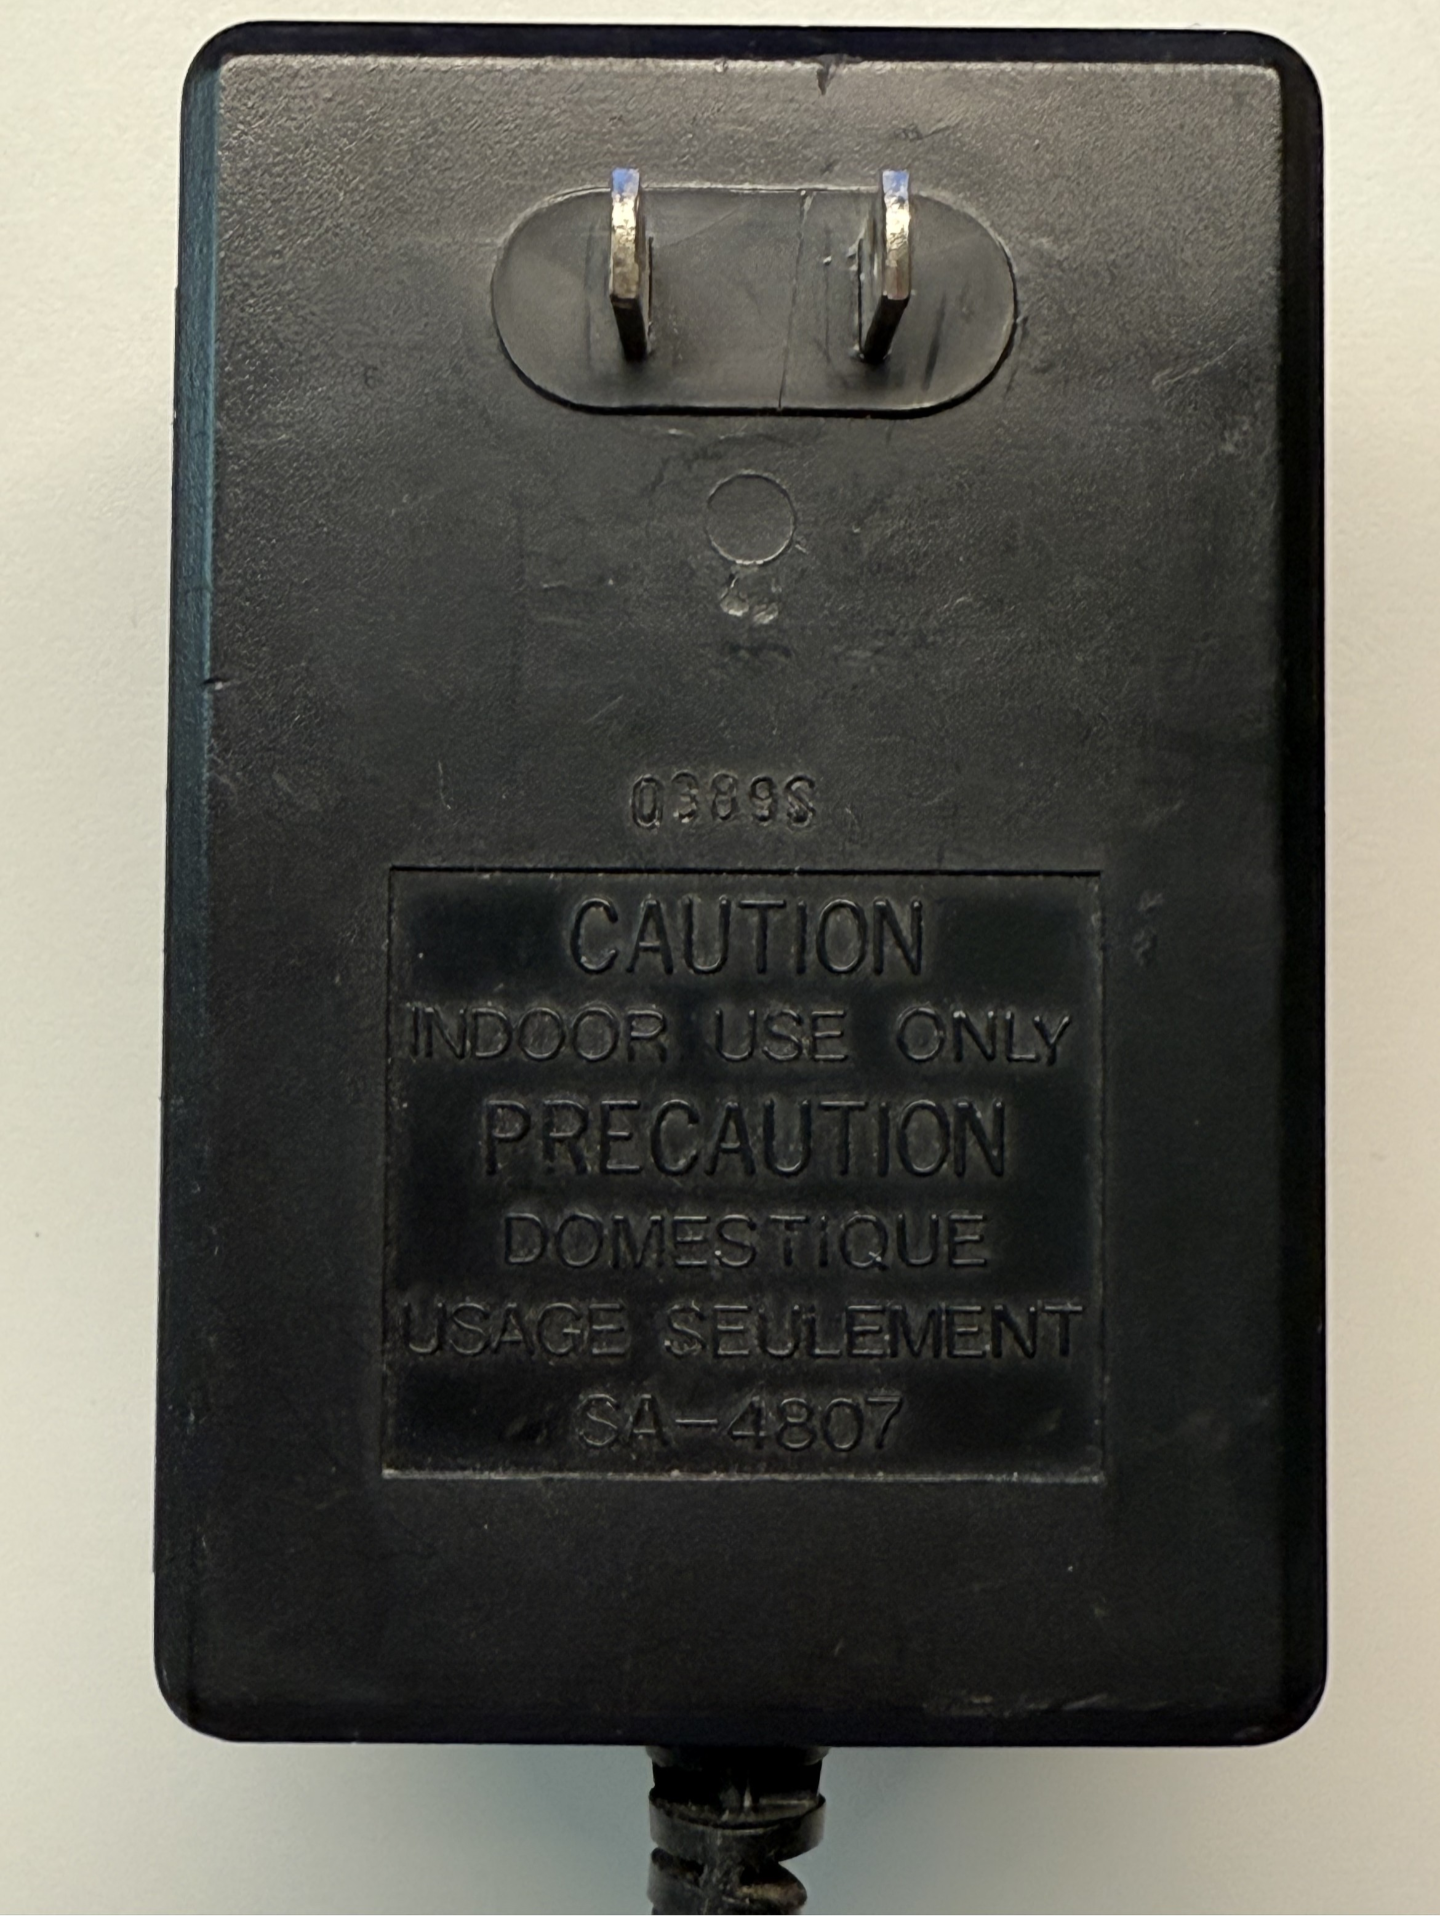 0389S
CAUTION
INDOOR USE ONLY
PRECAUTION
DOMESTIQUE
USAGE SEULEMENT
SA-4807